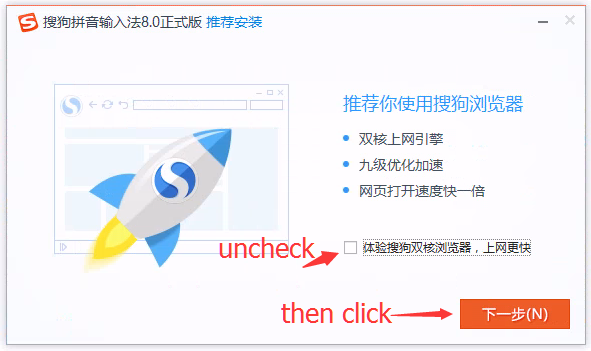 搜狗拼音输入法8.0正式版 推荐安装
推荐你使用搜狗浏览器
双核上网引擎
九级优化加速
网页打开速度快一倍
uncheck
体验搜狗双核浏览器，上网更快
then click
下一步(N)